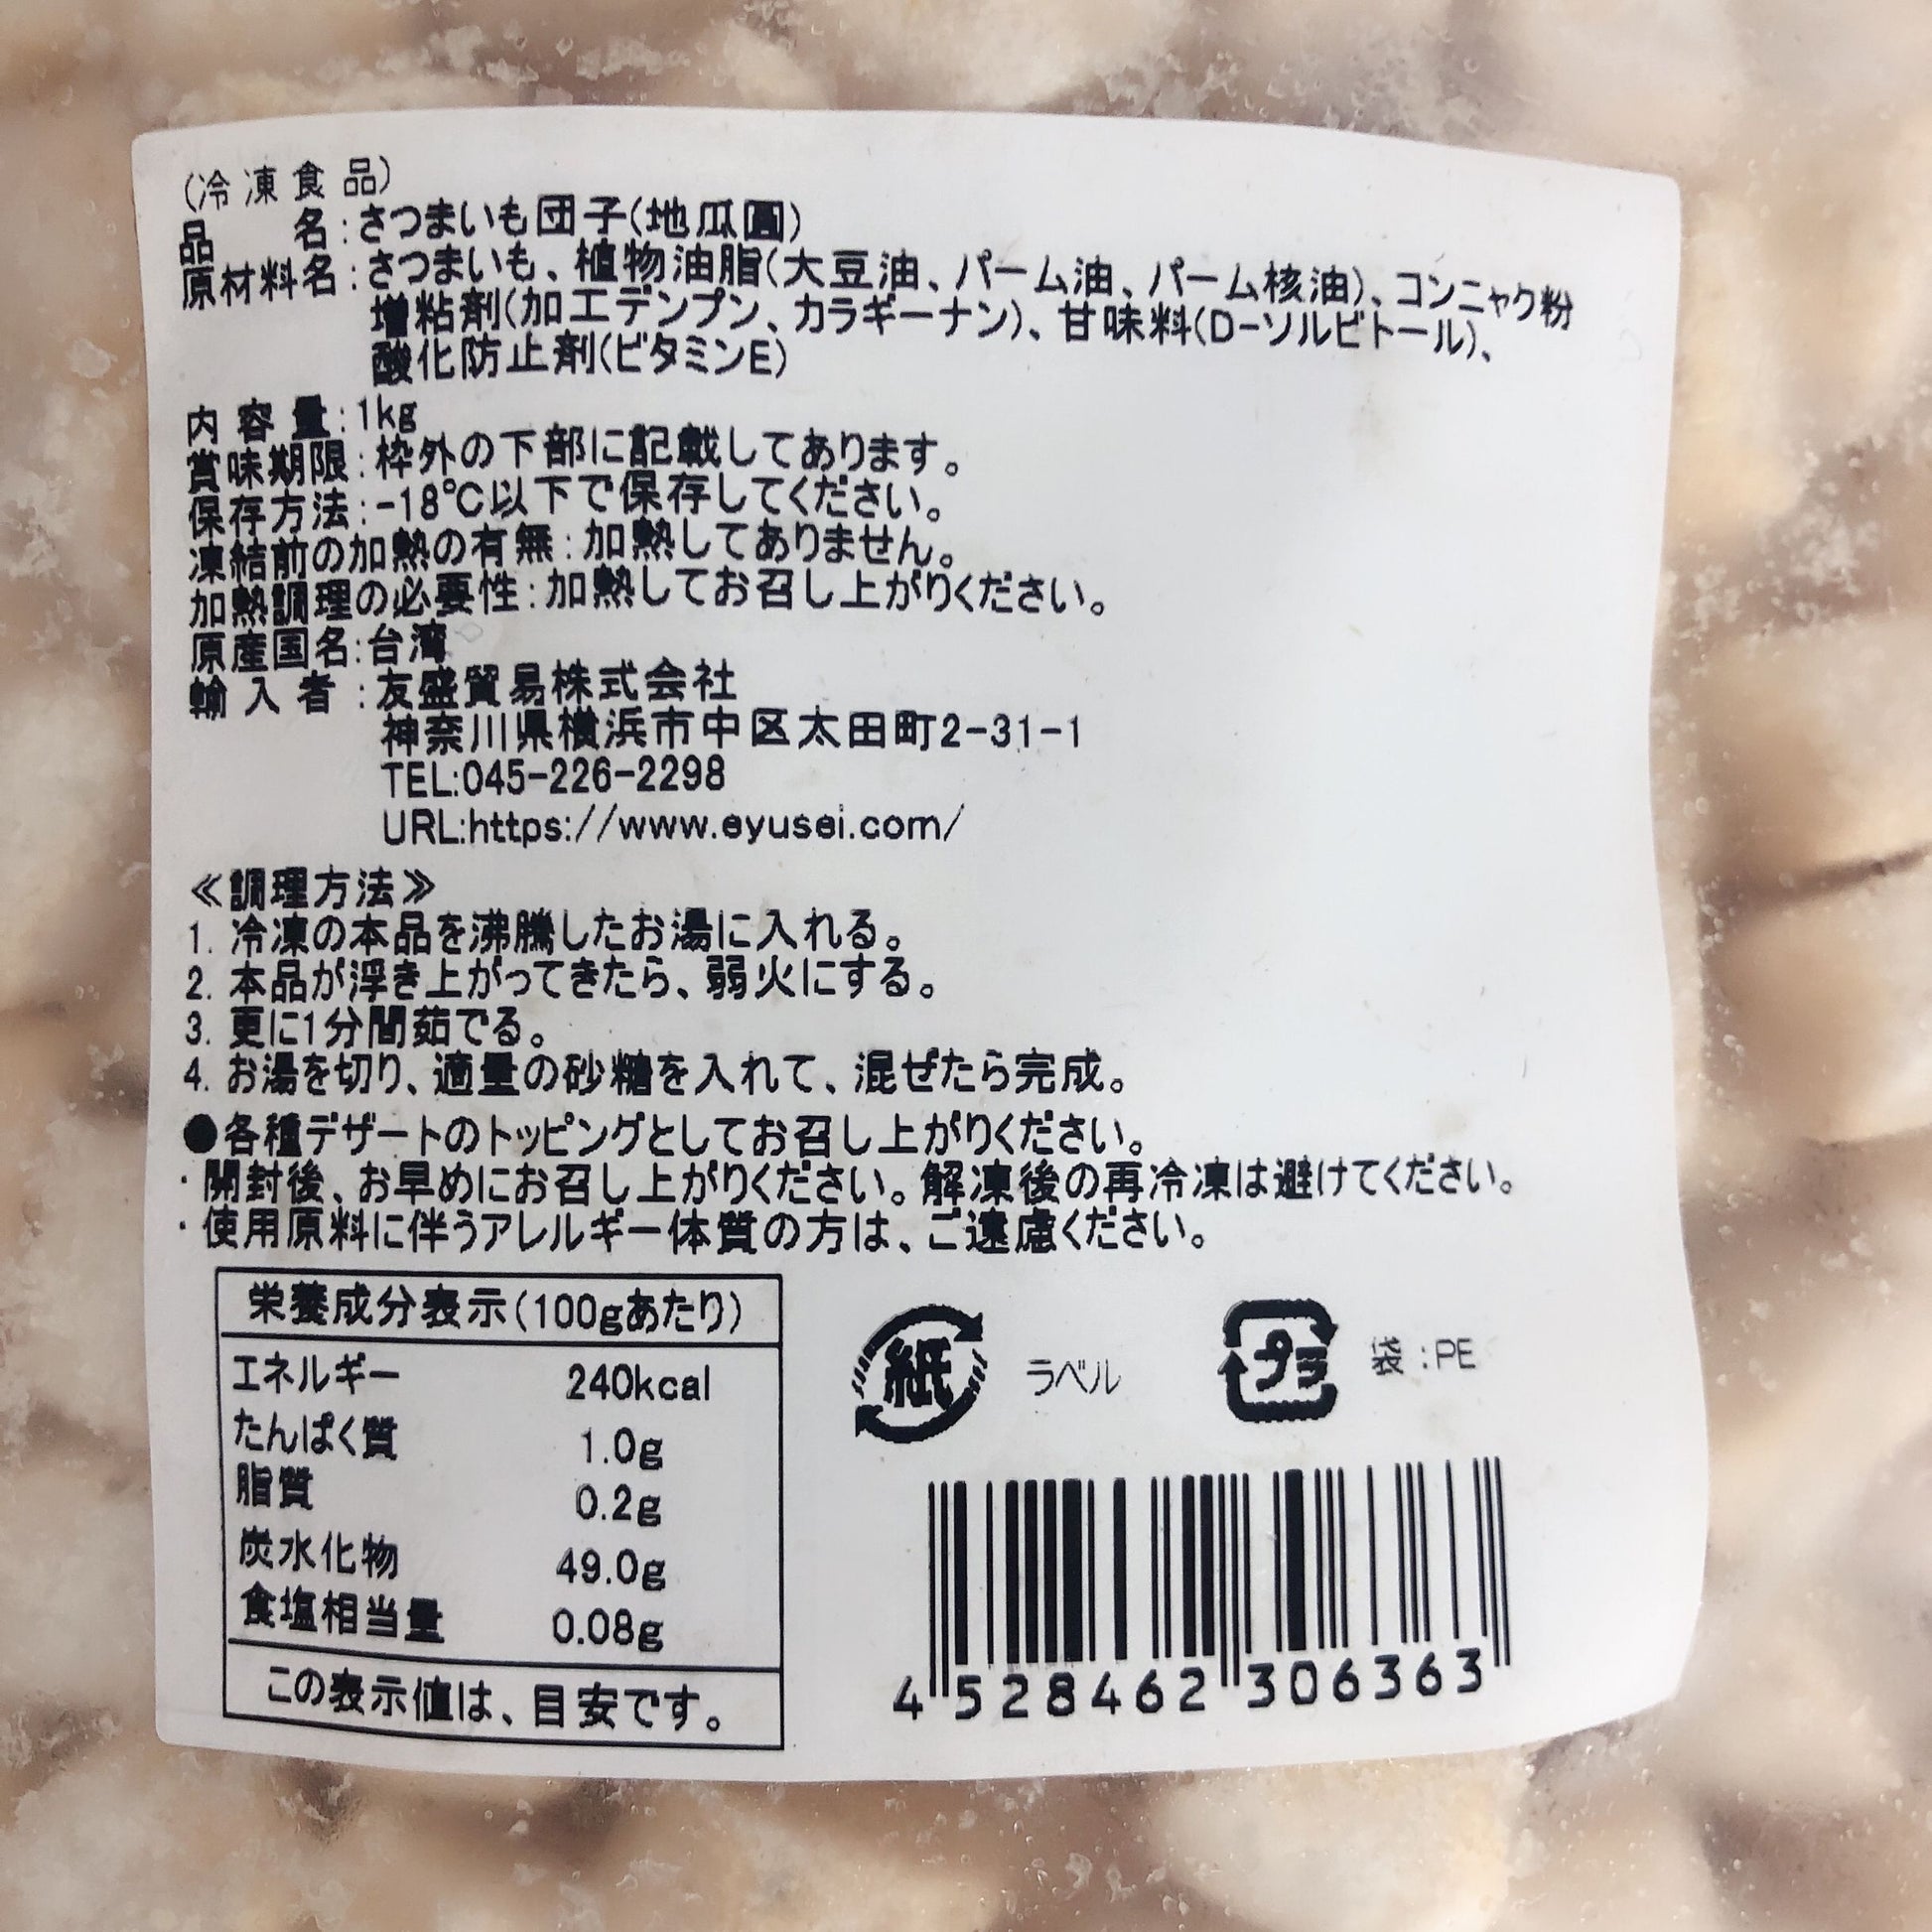 (冷凍食品)
品　　名:さつまいも団子(地瓜圓)
原材料名:さつまいも、植物油脂(大豆油、パーム油、パーム核油)、コンニャク粉
増粘剤(加工デンプン、カラギーナン)、甘味料(D-ソルビトール)、
酸化防止剤(ビタミンE)
内容量:1kg
賞味期限:枠外の下部に記載してあります。
保存方法:-18℃以下で保存してください。
凍結前の加熱の有無:加熱してありません。
加熱調理の必要性:加熱してお召し上がりください。
原産国名:台湾
輸入者:友盛貿易株式会社
神奈川県横浜市中区太田町2-31-1
TEL:045-226-2298
URL:https://www.eyusei.com/
≪調理方法≫
1. 冷凍の本品を沸騰したお湯に入れる。
2. 本品が浮き上がってきたら、弱火にする。
3. 更に1分間茹でる。
4. お湯を切り、適量の砂糖を入れて、混ぜたら完成。
●各種デザートのトッピングとしてお召し上がりください。
・開封後、お早めにお召し上がりください。解凍後の再冷凍は避けてください。
・使用原料に伴うアレルギー体質の方は、ご遠慮ください。
栄養成分表示(100gあたり)
エネルギー 240kcal
たんぱく質 1.0g
脂質 0.2g
炭水化物 49.0g
食塩相当量 0.08g
この表示値は、目安です。
紙 ラベル
プラ 袋:PE
4 528462 306363